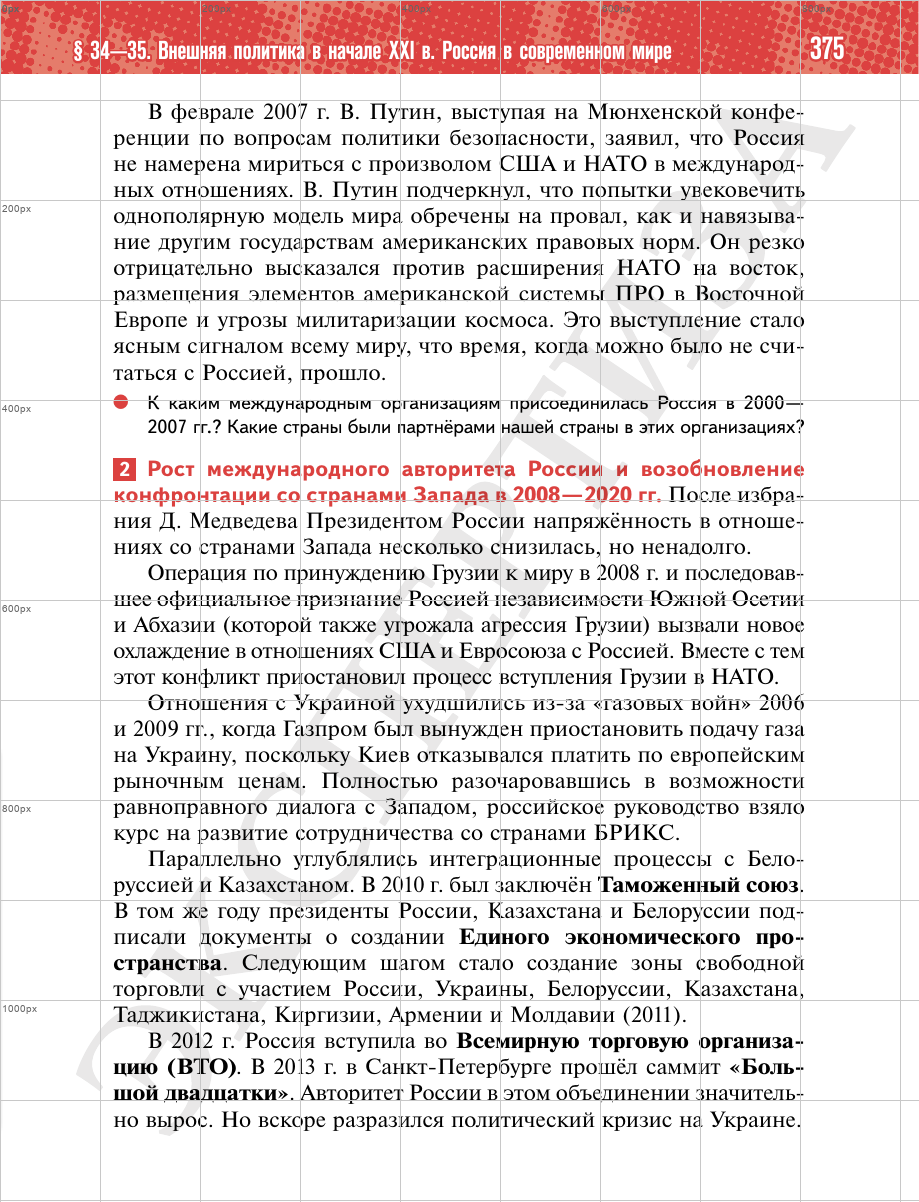 § 34—35. Внешняя политика в начале XXI в. Россия в современном мире 375
В феврале 2007 г. В. Путин, выступая на Мюнхенской конфе-
ренции по вопросам политики безопасности, заявил, что Россия
не намерена мириться с произволом США и НАТО в международ-
ных отношениях. В. Путин подчеркнул, что попытки увековечить
однополярную модель мира обречены на провал, как и навязыва-
ние другим государствам американских правовых норм. Он резко
отрицательно высказался против расширения НАТО на восток,
размещения элементов американской системы ПРО в Восточной
Европе и угрозы милитаризации космоса. Это выступление стало
ясным сигналом всему миру, что время, когда можно было не счи-
таться с Россией, прошло.
К каким международным организациям присоединилась Россия в 2000—
2007 гг.? Какие страны были партнёрами нашей страны в этих организациях?
2 Рост международного авторитета России и возобновление
конфронтации со странами Запада в 2008—2020 гг. После избра-
ния Д. Медведева Президентом России напряжённость в отноше-
ниях со странами Запада несколько снизилась, но ненадолго.
Операция по принуждению Грузии к миру в 2008 г. и последовав-
шее официальное признание Россией независимости Южной Осетии
и Абхазии (которой также угрожала агрессия Грузии) вызвали новое
охлаждение в отношениях США и Евросоюза с Россией. Вместе с тем
этот конфликт приостановил процесс вступления Грузии в НАТО.
Отношения с Украиной ухудшились из-за «газовых войн» 2006
и 2009 гг., когда Газпром был вынужден приостановить подачу газа
на Украину, поскольку Киев отказывался платить по европейским
рыночным ценам. Полностью разочаровавшись в возможности
равноправного диалога с Западом, российское руководство взяло
курс на развитие сотрудничества со странами БРИКС.
Параллельно углублялись интеграционные процессы с Бело-
руссией и Казахстаном. В 2010 г. был заключён Таможенный союз.
В том же году президенты России, Казахстана и Белоруссии под-
писали документы о создании Единого экономического про-
странства. Следующим шагом стало создание зоны свободной
торговли с участием России, Украины, Белоруссии, Казахстана,
Таджикистана, Киргизии, Армении и Молдавии (2011).
В 2012 г. Россия вступила во Всемирную торговую организа-
цию (ВТО). В 2013 г. в Санкт-Петербурге прошёл саммит «Боль-
шой двадцатки». Авторитет России в этом объединении значитель-
но вырос. Но вскоре разразился политический кризис на Украине.
ЭКСПЕРТИЗА
200px
400px
600px
800px
1000px